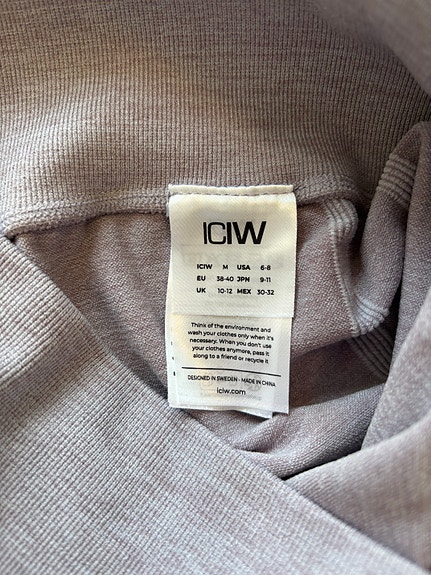 ICIW
ICIW M USA 6-8
EU 38-40 JPN 9-11
UK 10-12 MEX 30-32
Think of the environment and
wash your clothes only when it's
necessary. Whan you don't use
your clothes anymore, pass it
along to a friend or recycle it
DESIGNED IN SWEDEN - MADE IN CHINA
iciw.com